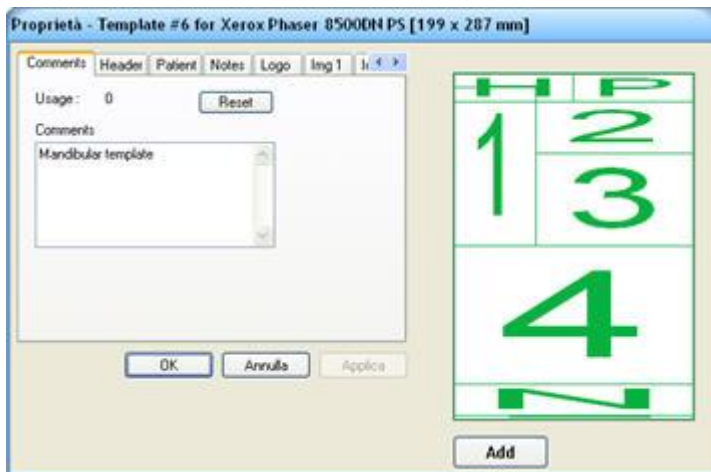 Proprietà - Template #6 for Xerox Phaser 8500DN PS [199 x 287 mm]
Comments Header Patient Notes Logo Img 1
Usage : 0 Reset
Comments
Mandibular template
OK Annulla Applica
H P
1 2
3
4
N
Add